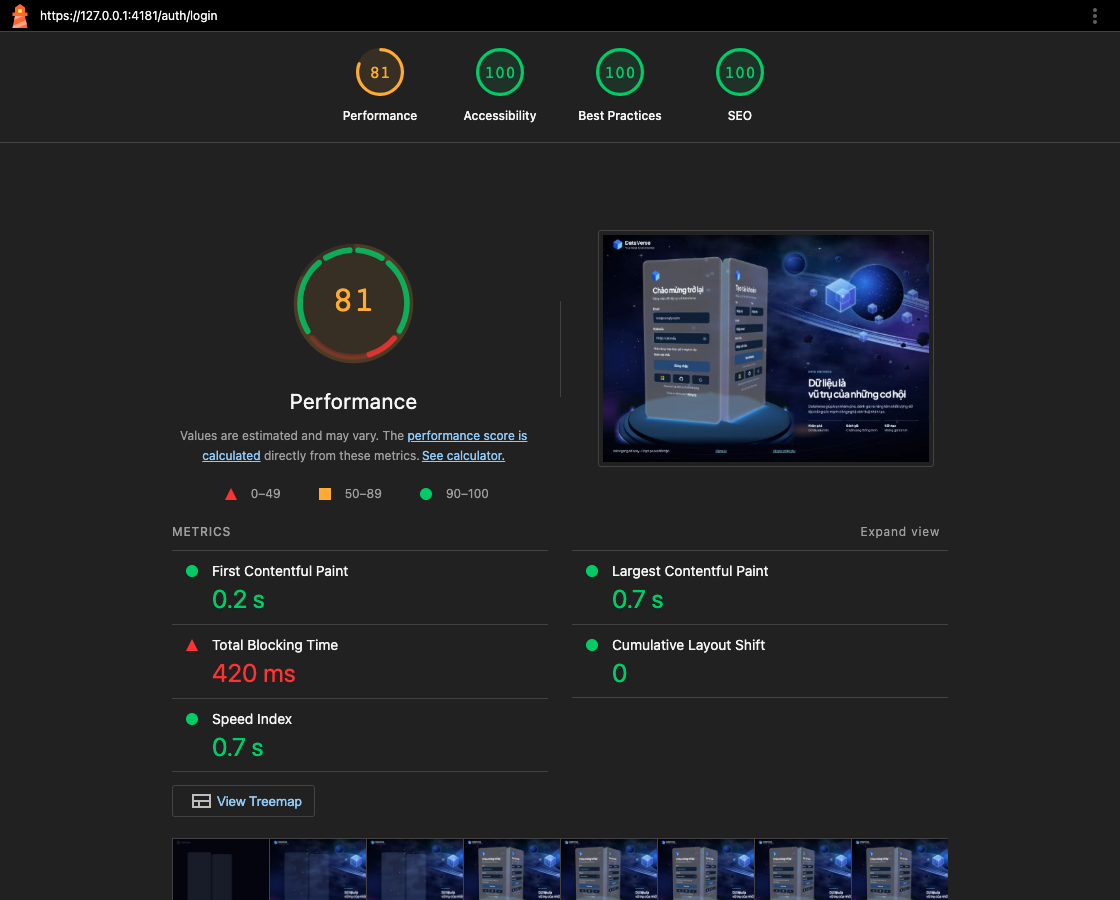 https://127.0.0.1:4181/auth/login
81
100
100
100
Performance
Accessibility
Best Practices
SEO
81
Performance
Values are estimated and may vary. The performance score is
calculated directly from these metrics. See calculator.
0–49
50–89
90–100
DataVerse
Chào mừng trở lại
Tạo tài khoản
Dữ liệu là
vũ trụ của những cơ hội
METRICS
Expand view
First Contentful Paint
0.2 s
Largest Contentful Paint
0.7 s
Total Blocking Time
420 ms
Cumulative Layout Shift
0
Speed Index
0.7 s
View Treemap